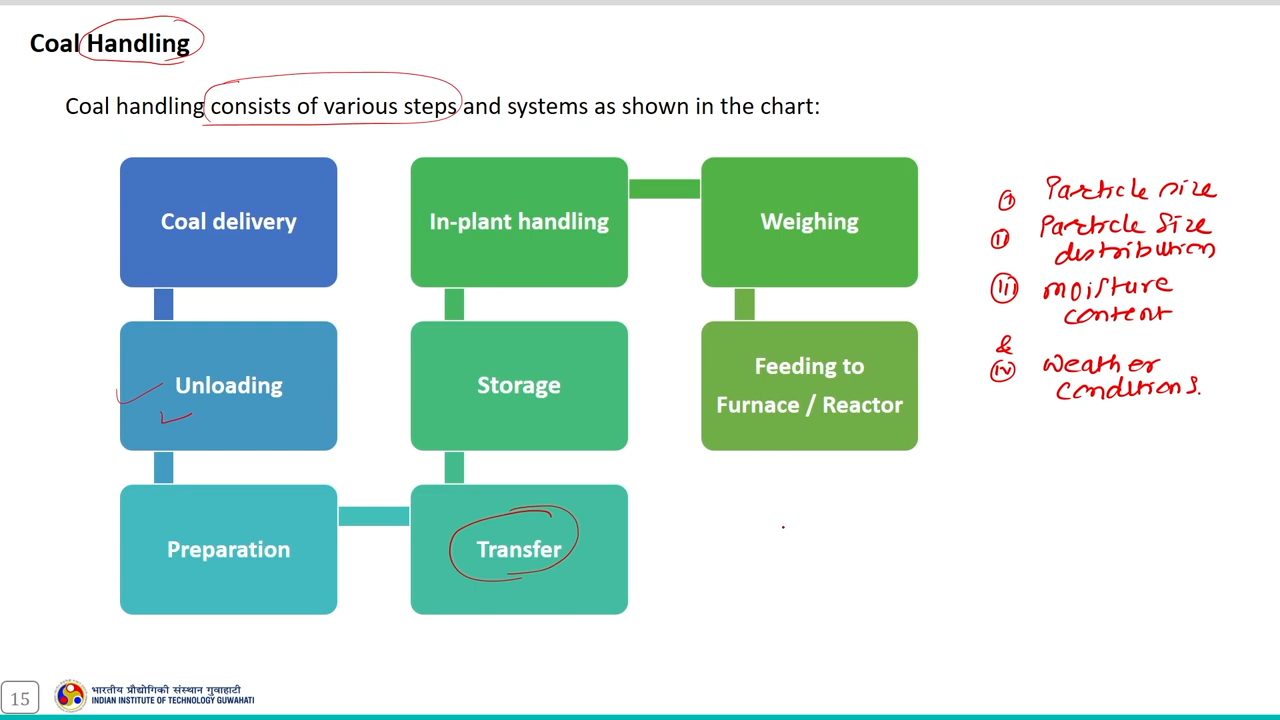 Coal Handling
Coal handling consists of various steps and systems as shown in the chart:
Coal delivery
Unloading
Preparation
Transfer
Storage
In-plant handling
Weighing
Feeding to
Furnace / Reactor
(i) Particle size
(ii) Particle Size
distribution
(iii) moisture
content
&
(iv) Weather
conditions.
15
भारतीय प्रौद्योगिकी संस्थान गुवाहाटी
INDIAN INSTITUTE OF TECHNOLOGY GUWAHATI